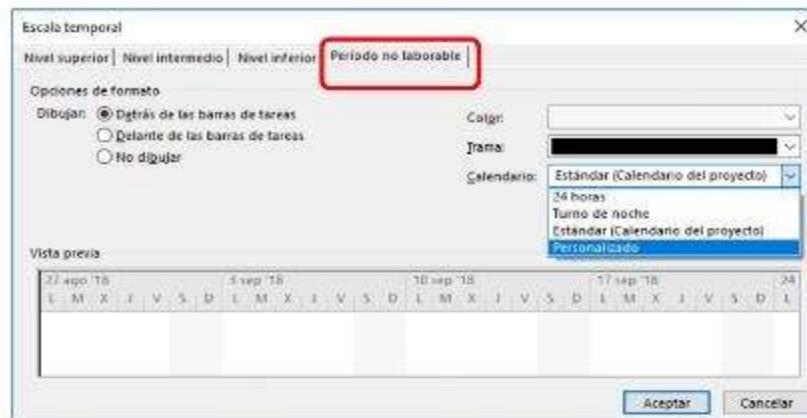 Escala temporal
Nivel superior Nivel intermedio Nivel inferior Período no laborable
Opciones de formato
Dibujar: Detrás de las barras de tareas
Delante de las barras de tareas
No dibujar
Color:
Trama:
Calendario: Estándar (Calendario del proyecto)
24 horas
Turno de noche
Estándar (Calendario del proyecto)
Personalizado
Vista previa
27 ago '18 3 sep '18 10 sep '18 17 sep '18 24
L M X J V S D L M X J V S D L M X J V S D L M X J V S D L
Aceptar Cancelar